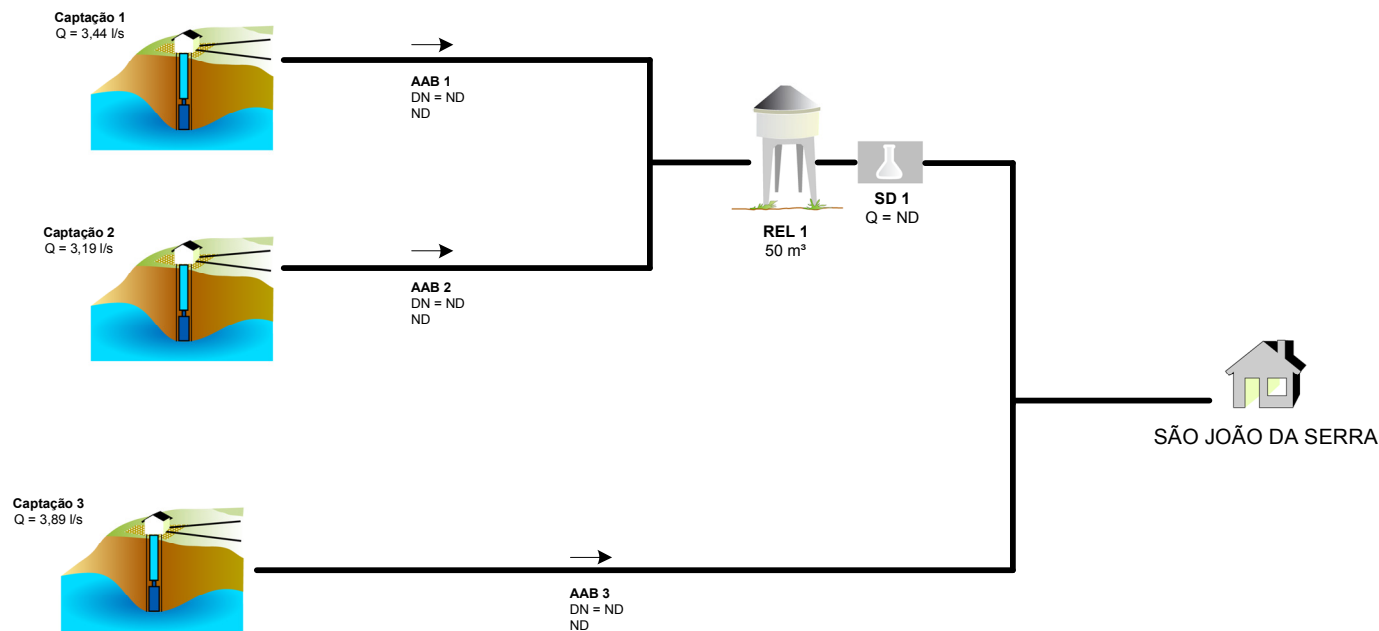 Captação 1
Q = 3,44 l/s
AAB 1
DN = ND
ND
Captação 2
Q = 3,19 l/s
AAB 2
DN = ND
ND
REL 1
50 m³
SD 1
Q = ND
SÃO JOÃO DA SERRA
Captação 3
Q = 3,89 l/s
AAB 3
DN = ND
ND